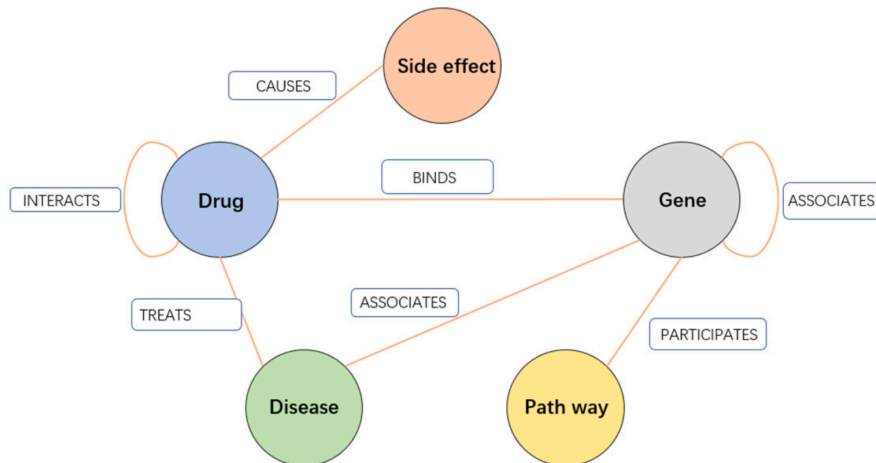 Side effect
CAUSES
BINDS
INTERACTS
Drug
Gene
ASSOCIATES
TREATS
ASSOCIATES
PARTICIPATES
Disease
Path way